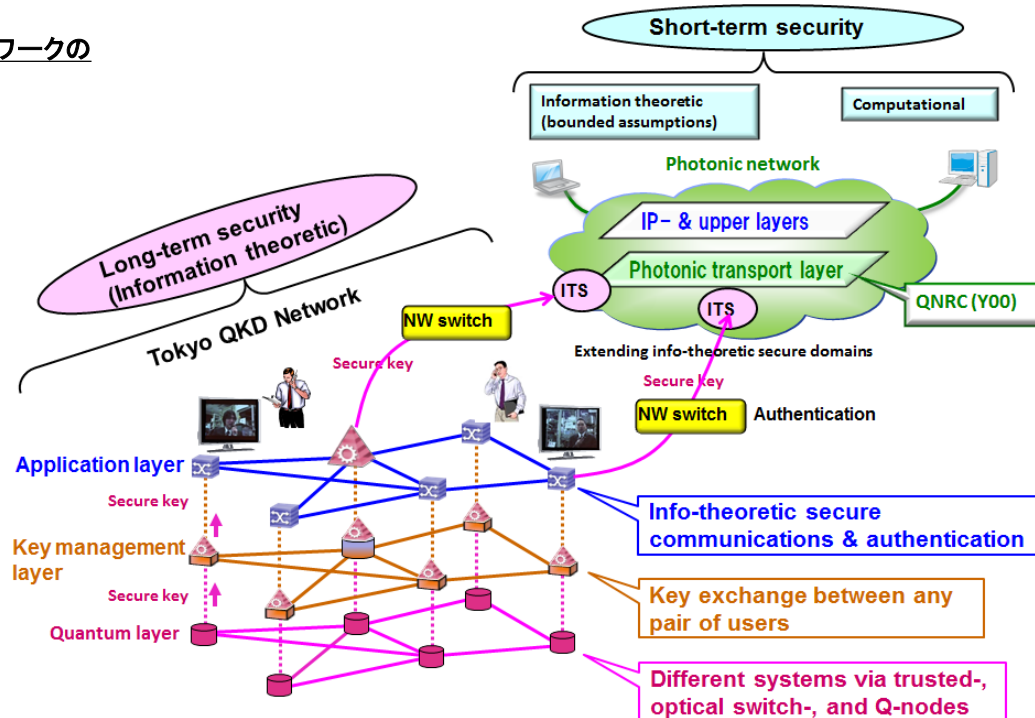 ワークの
Short-term security
Information theoretic
(bounded assumptions)
Computational
Photonic network
IP- & upper layers
Photonic transport layer
ITS
ITS
QNRC (Y00)
Long-term security
(Information theoretic)
Tokyo QKD Network
NW switch
Secure key
Extending info-theoretic secure domains
Secure key
NW switch
Authentication
Application layer
Secure key
Key management
layer
Secure key
Quantum layer
Info-theoretic secure
communications & authentication
Key exchange between any
pair of users
Different systems via trusted-,
optical switch-, and Q-nodes